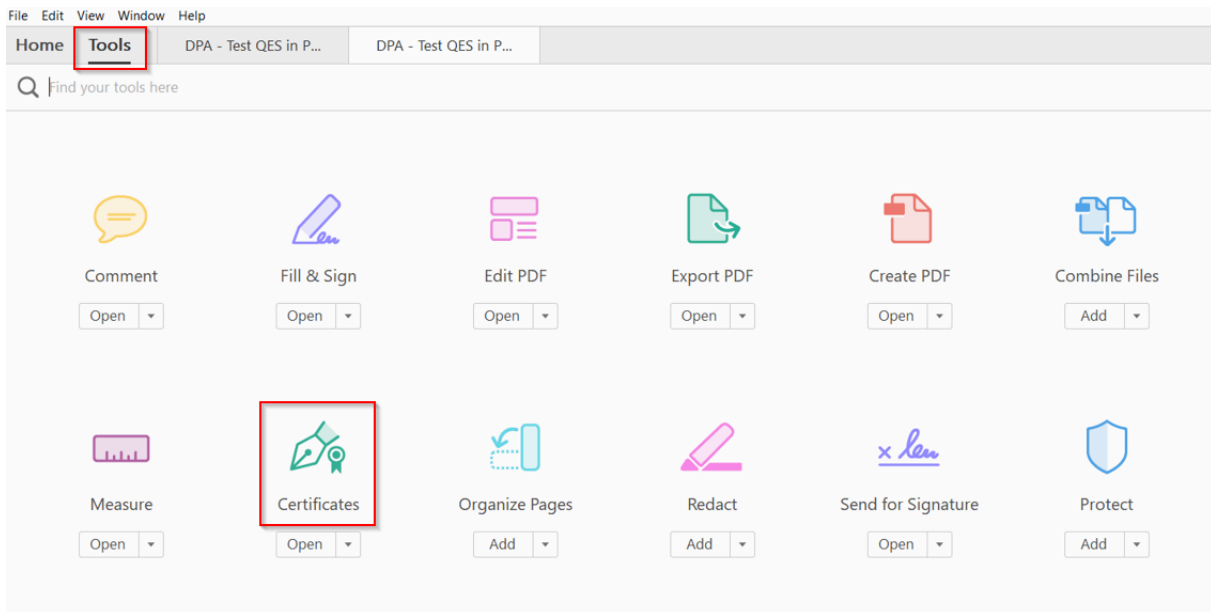 File Edit View Window Help
Home Tools DPA - Test QES in P... DPA - Test QES in P...
Find your tools here
Comment Fill & Sign Edit PDF Export PDF Create PDF Combine Files
Open Open Open Open Open Add
Measure Certificates Organize Pages Redact Send for Signature Protect
Open Open Add Add Open Add